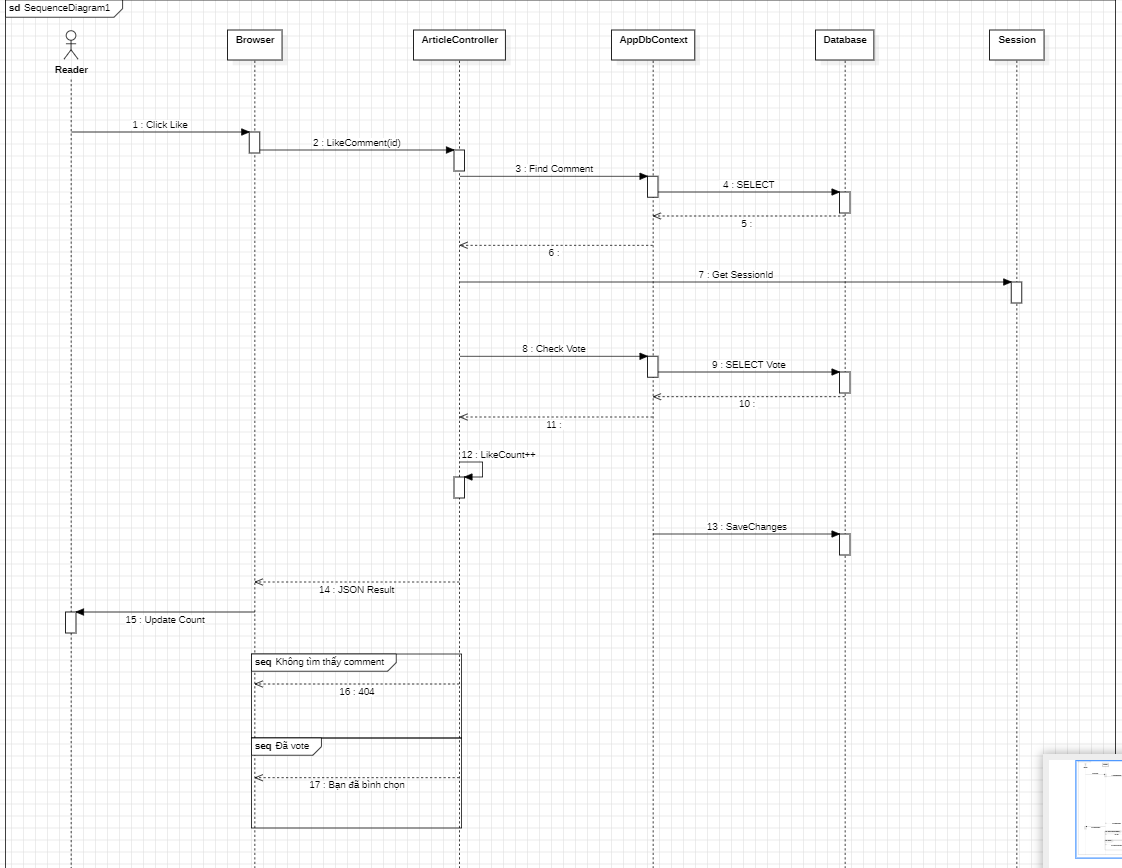 sd SequenceDiagram1
Reader
Browser
ArticleController
AppDbContext
Database
Session
1 : Click Like
2 : LikeComment(id)
3 : Find Comment
4 : SELECT
5 :
6 :
7 : Get SessionId
8 : Check Vote
9 : SELECT Vote
10 :
11 :
12 : LikeCount++
13 : SaveChanges
14 : JSON Result
15 : Update Count
seq Không tìm thấy comment
16 : 404
seq Đã vote
17 : Bạn đã bình chọn